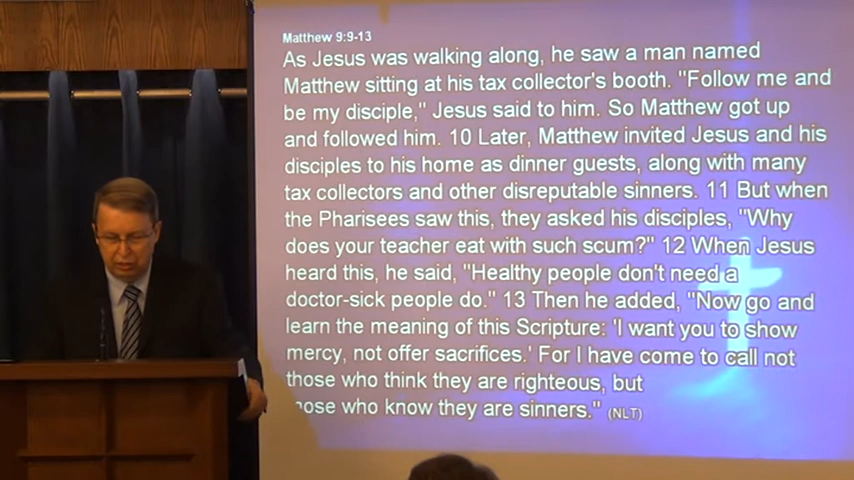 Matthew 9:9-13
As Jesus was walking along, he saw a man named
Matthew sitting at his tax collector's booth. "Follow me and
be my disciple," Jesus said to him. So Matthew got up
and followed him. 10 Later, Matthew invited Jesus and his
disciples to his home as dinner guests, along with many
tax collectors and other disreputable sinners. 11 But when
the Pharisees saw this, they asked his disciples, "Why
does your teacher eat with such scum?" 12 When Jesus
heard this, he said, "Healthy people don't need a
doctor-sick people do." 13 Then he added, "Now go and
learn the meaning of this Scripture: 'I want you to show
mercy, not offer sacrifices.' For I have come to call not
those who think they are righteous, but
who know they are sinners." (NLT)